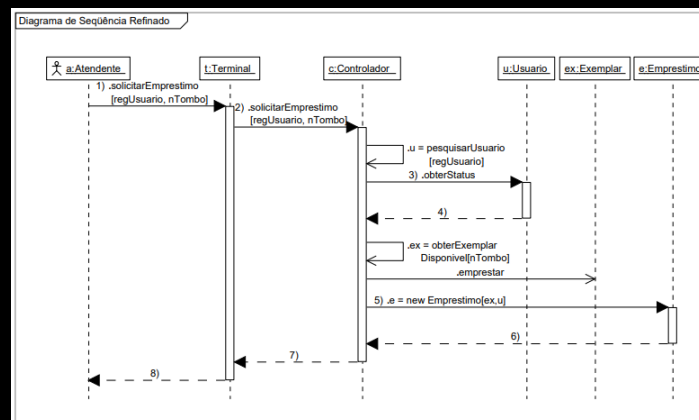 Diagrama de Seqüência Refinado
a:Atendente
t:Terminal
c:Controlador
u:Usuario
ex:Exemplar
e:Emprestimo
1) .solicitarEmprestimo
[regUsuario, nTombo]
2) .solicitarEmprestimo
[regUsuario, nTombo]
.u = pesquisarUsuario
[regUsuario]
3) .obterStatus
4)
.ex = obterExemplar
Disponivel[nTombo]
.emprestar
5) .e = new Emprestimo[ex,u]
6)
7)
8)